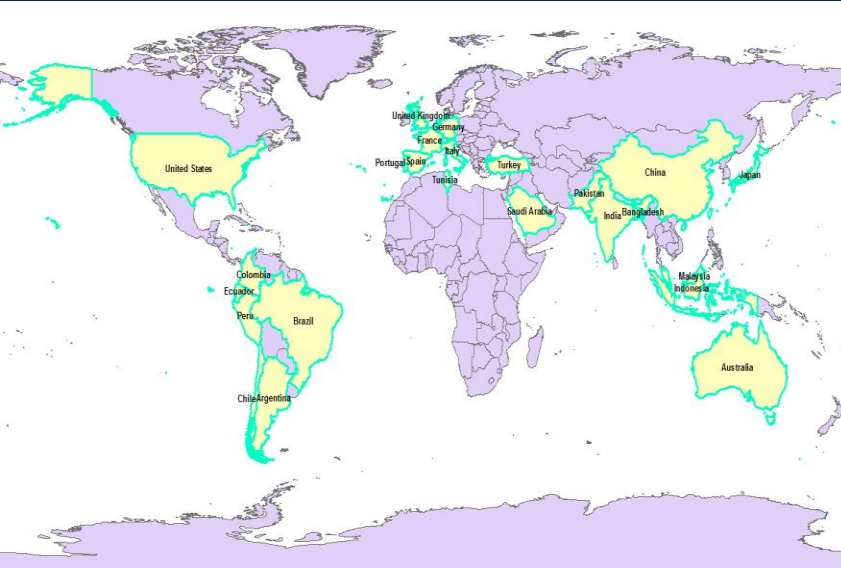 United Kingdom
Germany
France
Italy
Portugal
Spain
Turkey
United States
China
Japan
Tunisia
Pakistan
Saudi Arabia
India
Bangladesh
Colombia
Malaysia
Ecuador
Indonesia
Peru
Brazil
Australia
Chile
Argentina